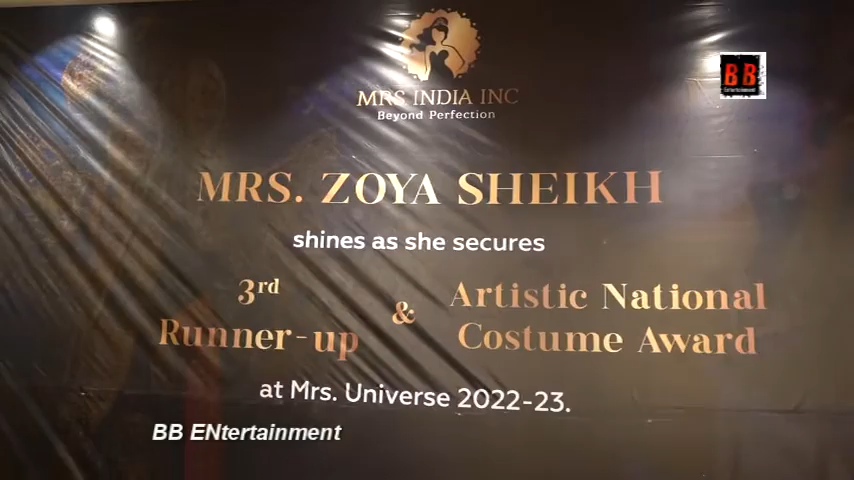 MRS INDIA INC
Beyond Perfection
BB
Entertainment
MRS. ZOYA SHEIKH
shines as she secures
3rd
Runner-up
&
Artistic National
Costume Award
at Mrs. Universe 2022-23.
BB ENtertainment